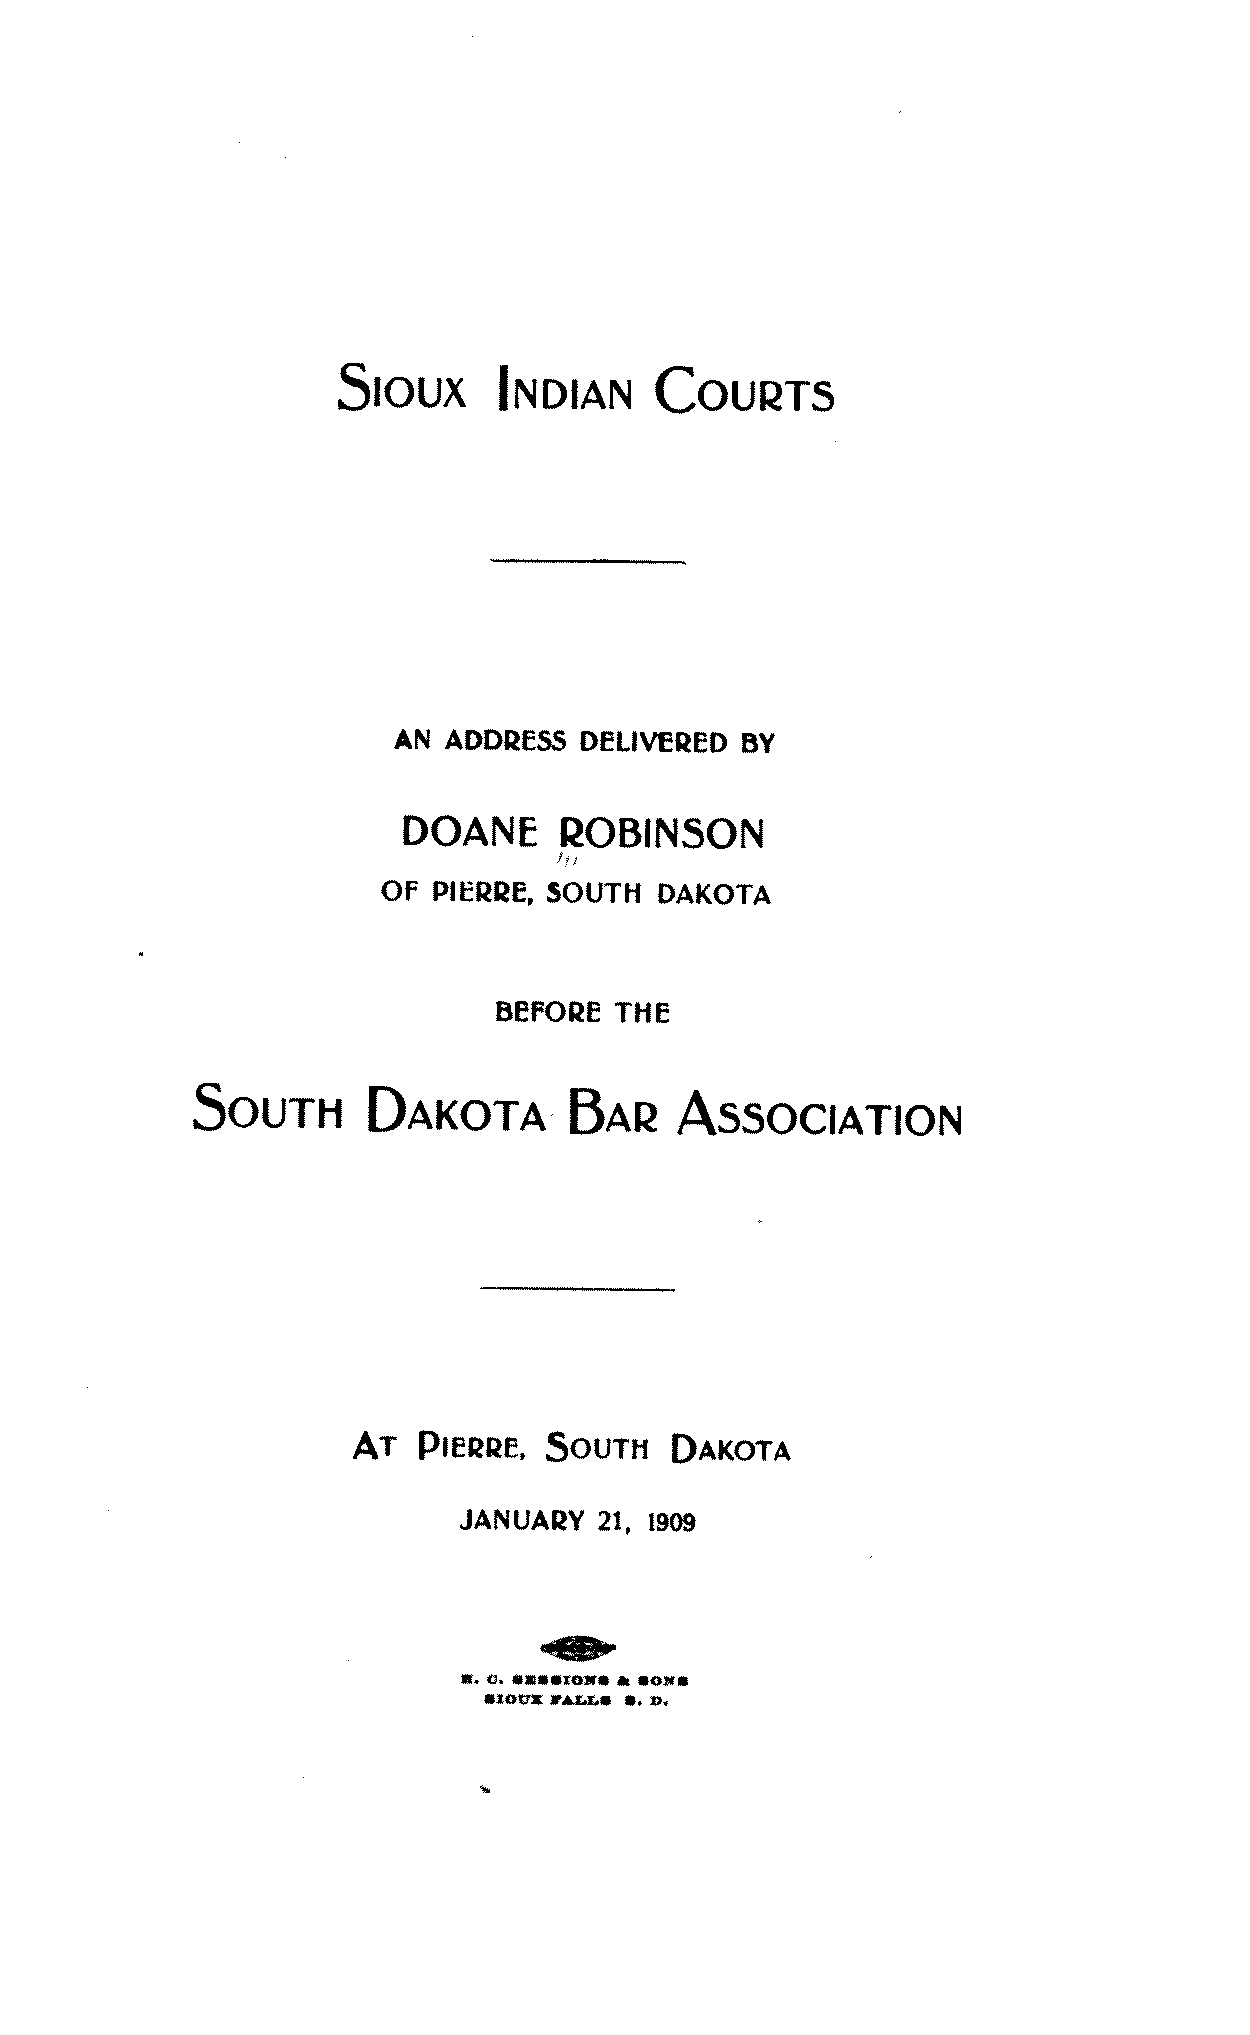 SIOUX INDIAN COURTS
AN ADDRESS DELIVERED BY
DOANE ROBINSON
OF PIERRE, SOUTH DAKOTA
BEFORE THE
SOUTH DAKOTA BAR ASSOCIATION
AT PIERRE, SOUTH DAKOTA
JANUARY 21, 1909
C. SESSIONS & SONS
SIOUX FALLS S. D.